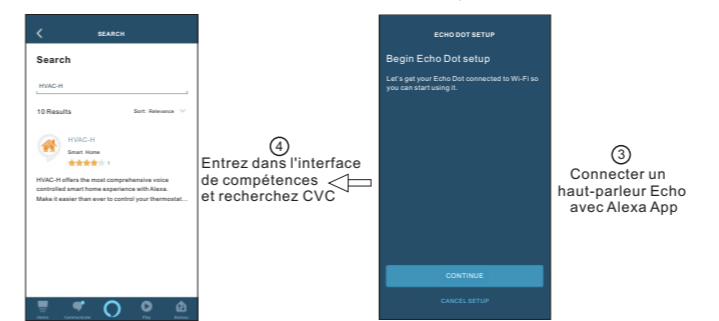 SEARCH
Search
HVAC-H
10 Results Sort: Relevance
HVAC-H
Smart Home
HVAC-H offers the most comprehensive voice
controlled smart home experience with Alexa.
Make it easier than ever to control your thermostat...
Home Communicate Play
④
Entrez dans l'interface
de compétences
et recherchez CVC
ECHO DOT SETUP
Begin Echo Dot setup
Let's get your Echo Dot connected to Wi-Fi so
you can start using it.
CONTINUE
CANCEL SETUP
③
Connecter un
haut-parleur Echo
avec Alexa App